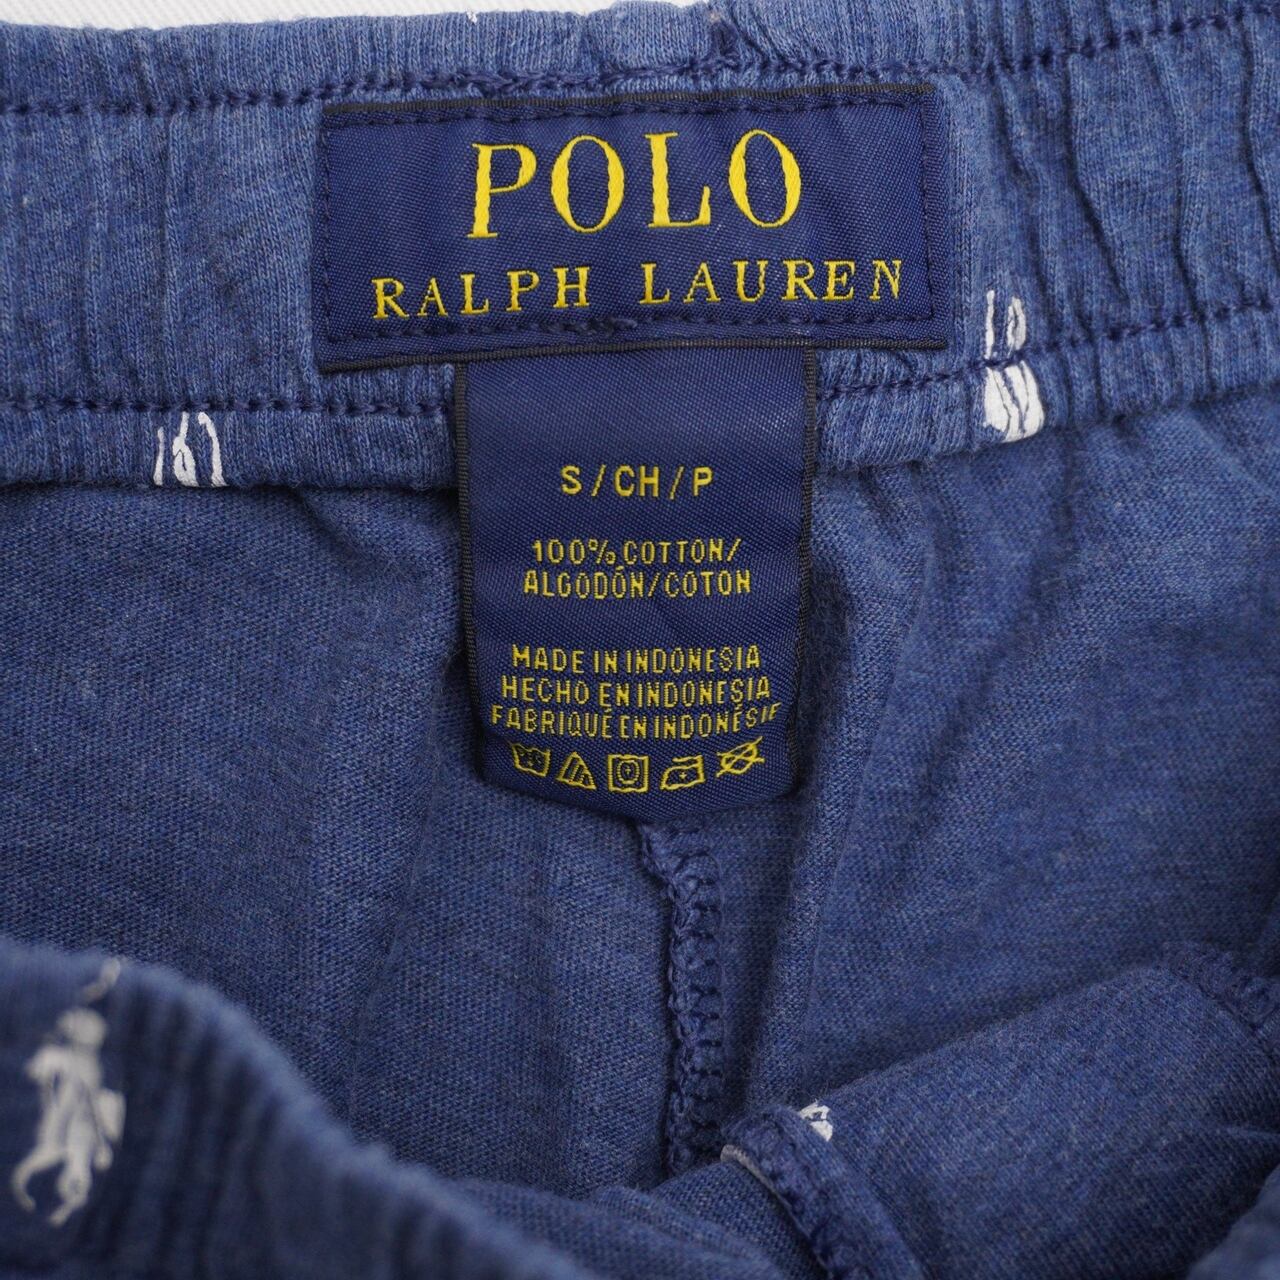 POLO
RALPH LAUREN
S/CH/P
100% COTTON/
ALGODÓN/COTON
MADE IN INDONESIA
HECHO EN INDONESIA
FABRIQUÉ EN INDONÉSIE